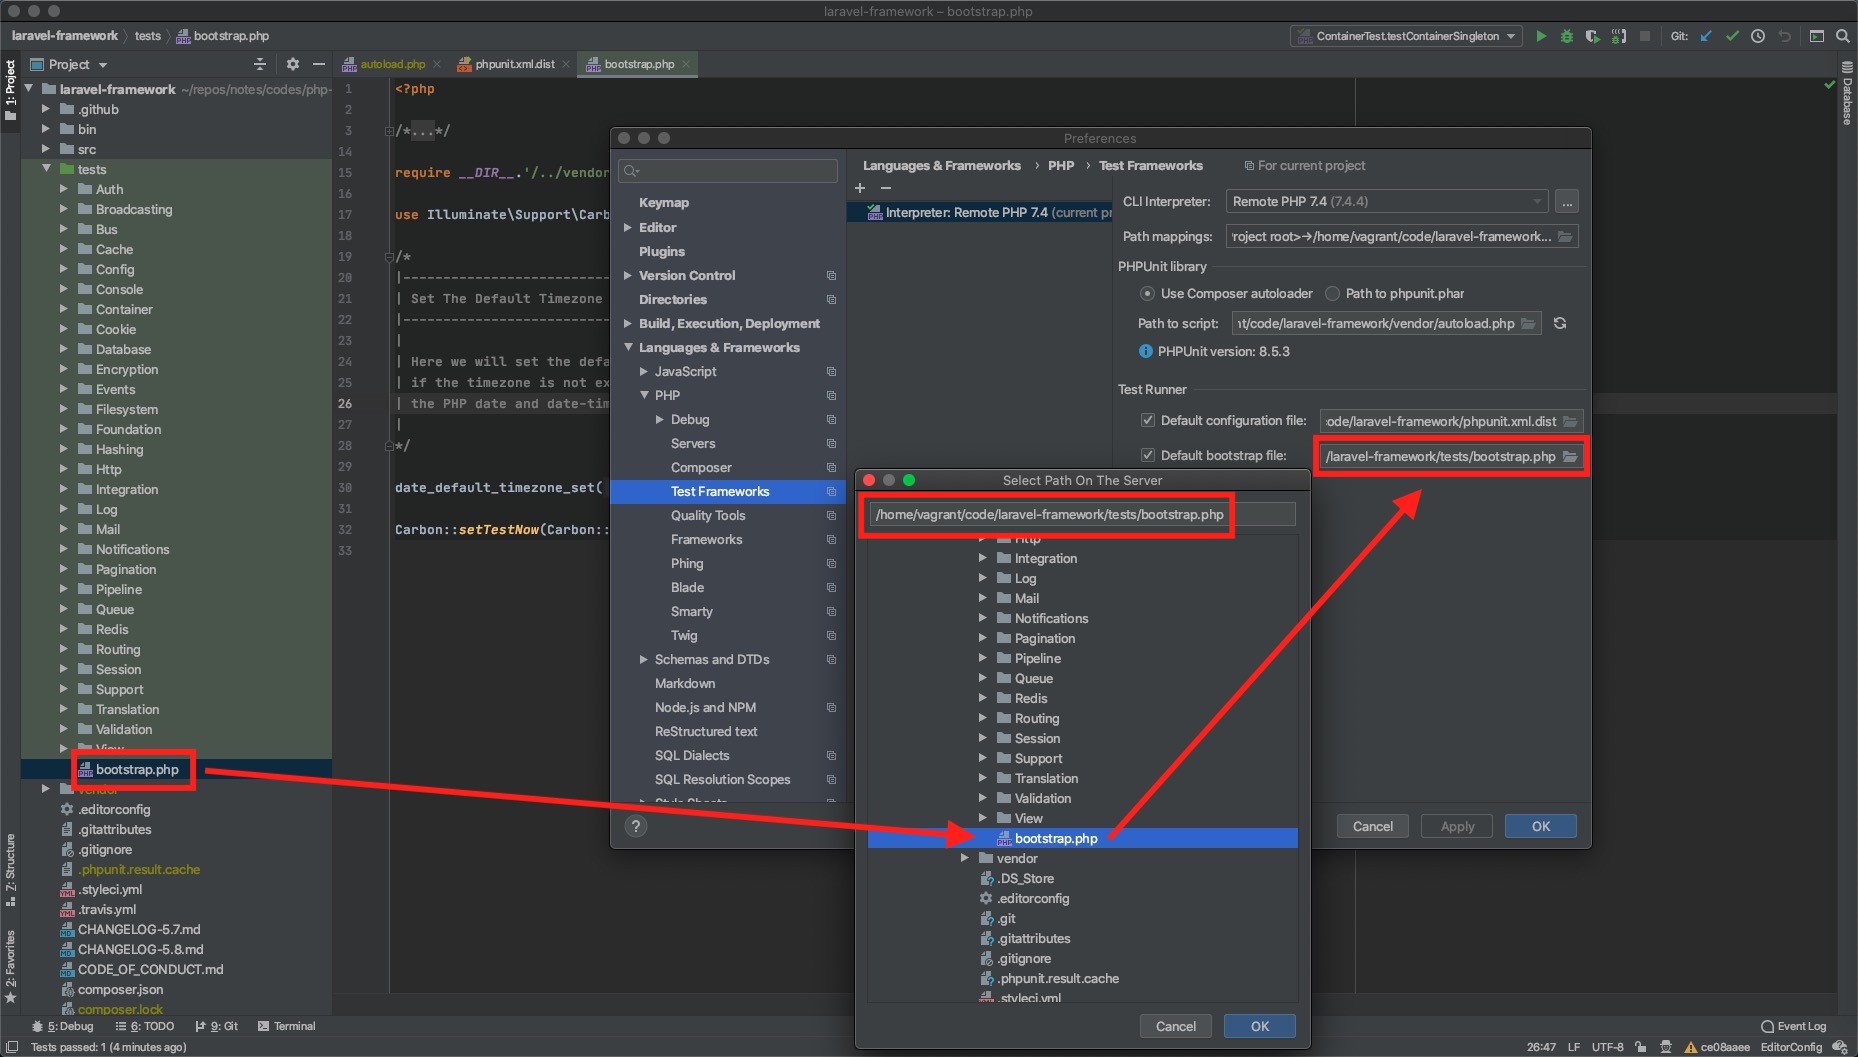 laravel-framework – bootstrap.php
laravel-framework › tests › bootstrap.php
ContainerTest.testContainerSingleton
Git:
1: Project
Project
autoload.php
phpunit.xml.dist
bootstrap.php
Database
laravel-framework ~/repos/notes/codes/php-
.github
bin
src
tests
Auth
Broadcasting
Bus
Cache
Config
Console
Container
Cookie
Database
Encryption
Events
Filesystem
Foundation
Hashing
Http
Integration
Log
Mail
Notifications
Pagination
Pipeline
Queue
Redis
Routing
Session
Support
Translation
Validation
View
bootstrap.php
vendor
.editorconfig
.gitattributes
.gitignore
.phpunit.result.cache
.styleci.yml
.travis.yml
CHANGELOG-5.7.md
CHANGELOG-5.8.md
CODE_OF_CONDUCT.md
composer.json
composer.lock
Z: Structure
2: Favorites
1 <?php
2
3 /*...*/
14
15 require __DIR__.'/../vendor
16
17 use Illuminate\Support\Carb
18
19 /*
20 |--------------------------
21 | Set The Default Timezone
22 |--------------------------
23 |
24 | Here we will set the defa
25 | if the timezone is not ex
26 | the PHP date and date-tim
27 |
28 */
29
30 date_default_timezone_set(
31
32 Carbon::setTestNow(Carbon::
33
Preferences
Keymap
Editor
Plugins
Version Control
Directories
Build, Execution, Deployment
Languages & Frameworks
JavaScript
PHP
Debug
Servers
Composer
Test Frameworks
Quality Tools
Frameworks
Phing
Blade
Smarty
Twig
Schemas and DTDs
Markdown
Node.js and NPM
ReStructured text
SQL Dialects
SQL Resolution Scopes
Style Sheets
?
Languages & Frameworks › PHP › Test Frameworks
For current project
+ −
Interpreter: Remote PHP 7.4 (current pr
CLI Interpreter: Remote PHP 7.4 (7.4.4) ...
Path mappings: roject root>→/home/vagrant/code/laravel-framework...
PHPUnit library
Use Composer autoloader
Path to phpunit.phar
Path to script: nt/code/laravel-framework/vendor/autoload.php
PHPUnit version: 8.5.3
Test Runner
Default configuration file: code/laravel-framework/phpunit.xml.dist
Default bootstrap file: /laravel-framework/tests/bootstrap.php
Cancel
Apply
OK
Select Path On The Server
/home/vagrant/code/laravel-framework/tests/bootstrap.php
Http
Integration
Log
Mail
Notifications
Pagination
Pipeline
Queue
Redis
Routing
Session
Support
Translation
Validation
View
bootstrap.php
vendor
.DS_Store
.editorconfig
.git
.gitattributes
.gitignore
.phpunit.result.cache
.styleci.yml
Cancel
OK
5: Debug
6: TODO
9: Git
Terminal
Event Log
Tests passed: 1 (4 minutes ago)
26:47 LF UTF-8 ce08aaee EditorConfig